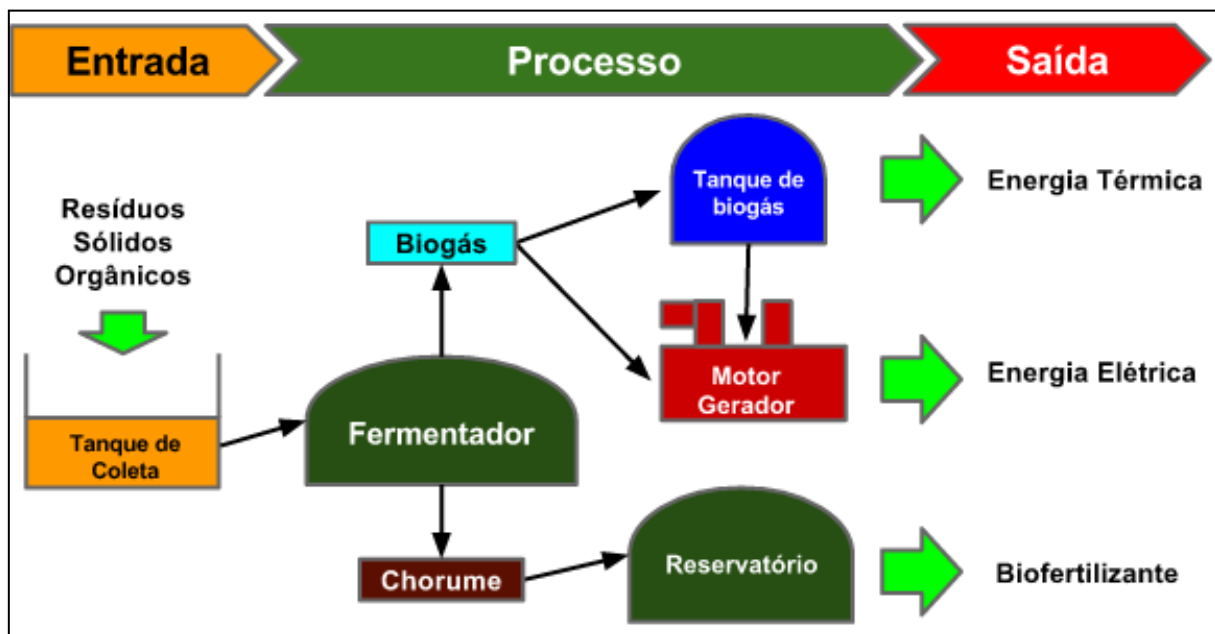 Entrada
Processo
Saída
Resíduos
Sólidos
Orgânicos
Tanque de
Coleta
Fermentador
Biogás
Chorume
Tanque de
biogás
Motor
Gerador
Reservatório
Energia Térmica
Energia Elétrica
Biofertilizante